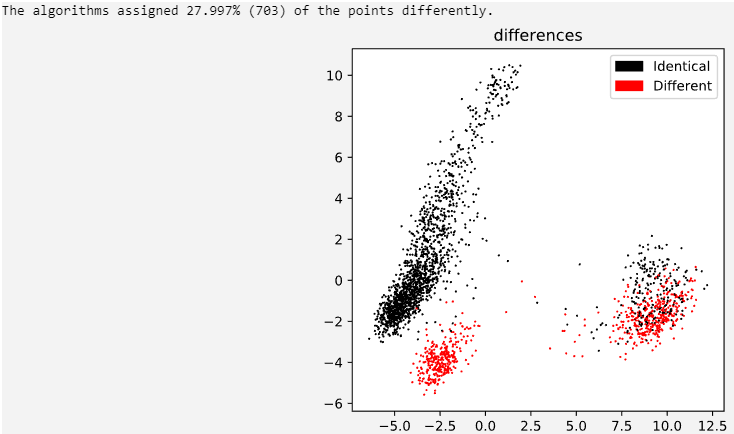 The algorithms assigned 27.997% (703) of the points differently.
differences
Identical
Different
10
8
6
4
2
0
−2
−4
−6
−5.0 −2.5 0.0 2.5 5.0 7.5 10.0 12.5